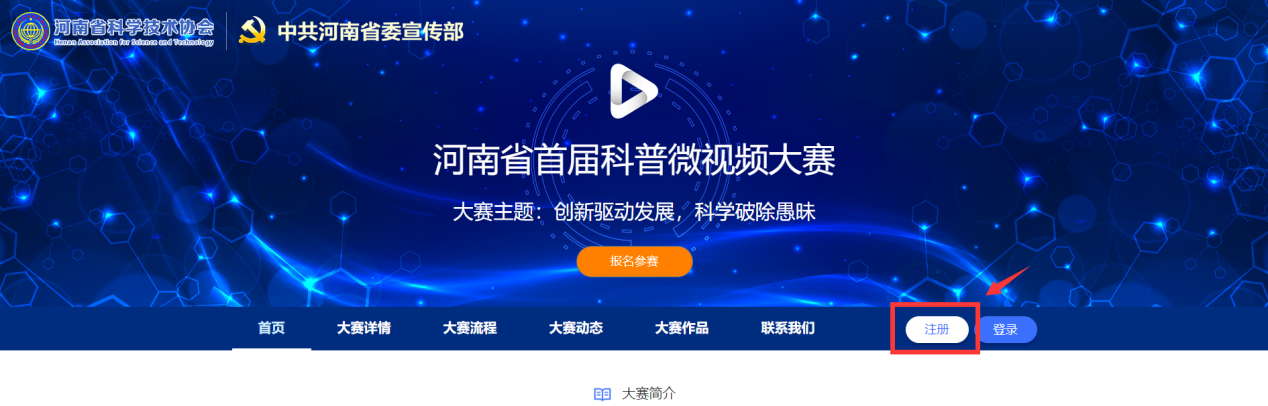 河南省科学技术协会
Henan Association for Science and Technology
中共河南省委宣传部
河南省首届科普微视频大赛
大赛主题：创新驱动发展，科学破除愚昧
报名参赛
首页 大赛详情 大赛流程 大赛动态 大赛作品 联系我们 注册 登录
大赛简介